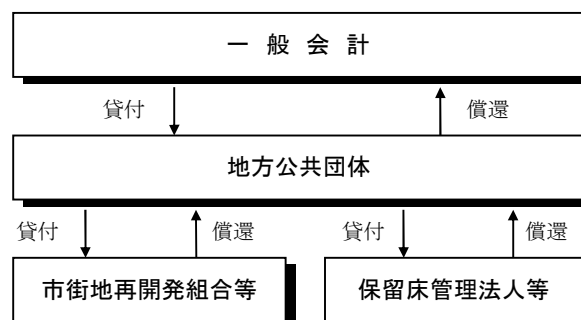 一般会計
貸付 償還
地方公共団体
貸付 償還 貸付 償還
市街地再開発組合等 保留床管理法人等